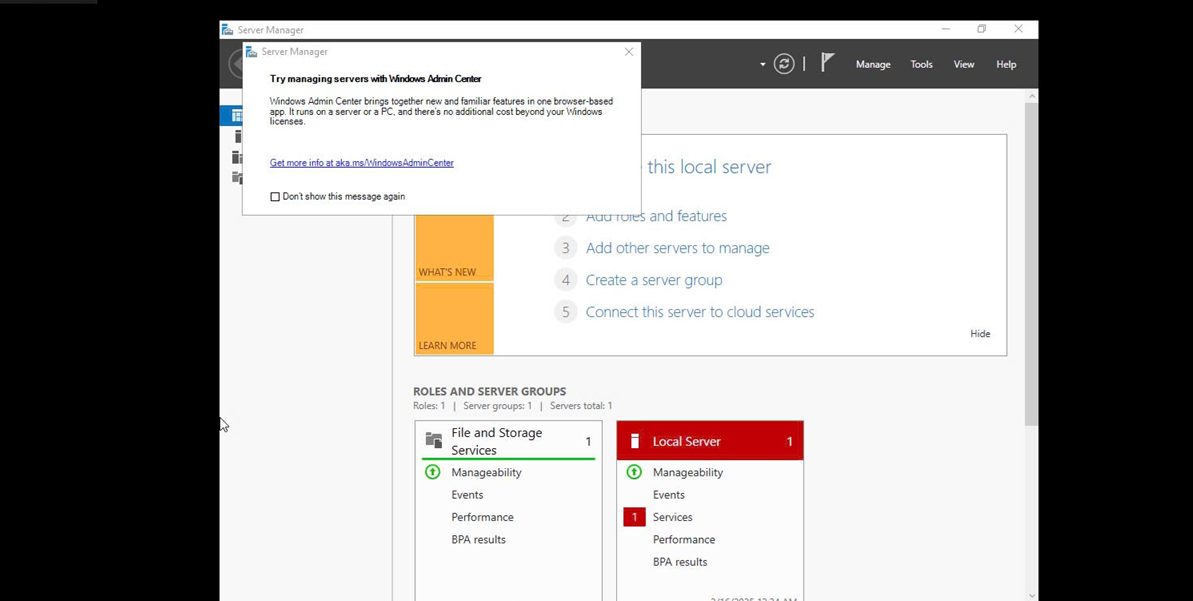 Server Manager
Server Manager
Try managing servers with Windows Admin Center
Windows Admin Center brings together new and familiar features in one browser-based
app. It runs on a server or a PC, and there's no additional cost beyond your Windows
licenses.
Get more info at aka.ms/WindowsAdminCenter
Don't show this message again
Manage Tools View Help
this local server
2 Add roles and features
3 Add other servers to manage
4 Create a server group
5 Connect this server to cloud services
WHAT'S NEW
LEARN MORE
Hide
ROLES AND SERVER GROUPS
Roles: 1 | Server groups: 1 | Servers total: 1
File and Storage
Services
1
Manageability
Events
Performance
BPA results
Local Server 1
Manageability
Events
1 Services
Performance
BPA results